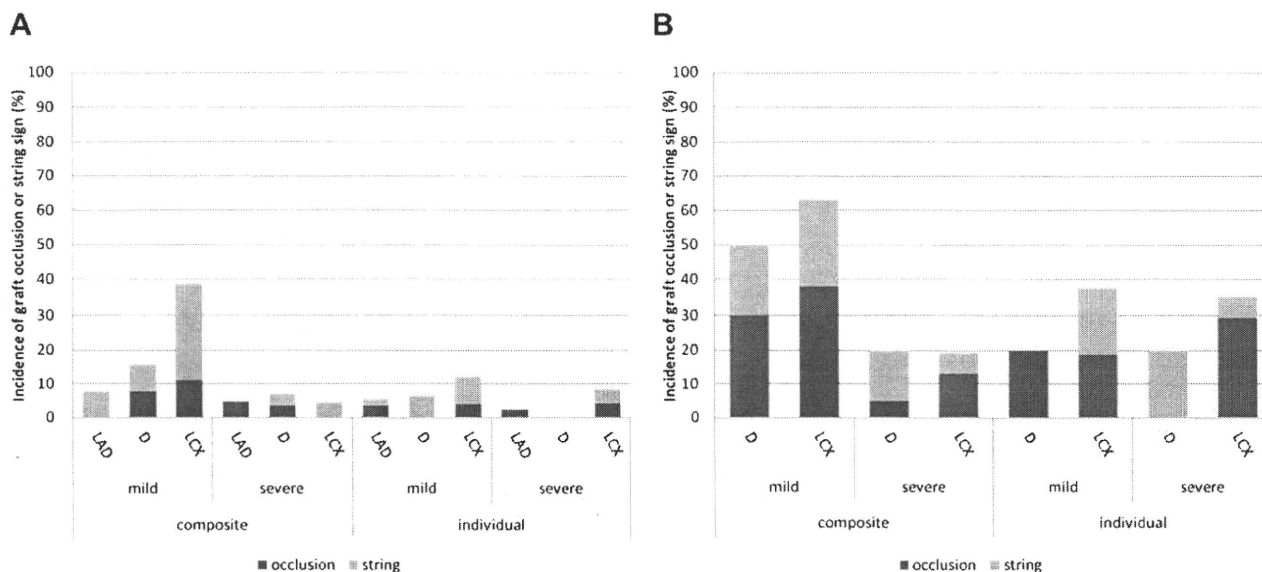 A
Incidence of graft occlusion or string sign (%)
100
90
80
70
60
50
40
30
20
10
0
LAD D LCX LAD D LCX LAD D LCX LAD D LCX
mild severe mild severe
composite individual
occlusion string
B
Incidence of graft occlusion or string sign (%)
100
90
80
70
60
50
40
30
20
10
0
D LCX D LCX D LCX D LCX
mild severe mild severe
composite individual
occlusion string